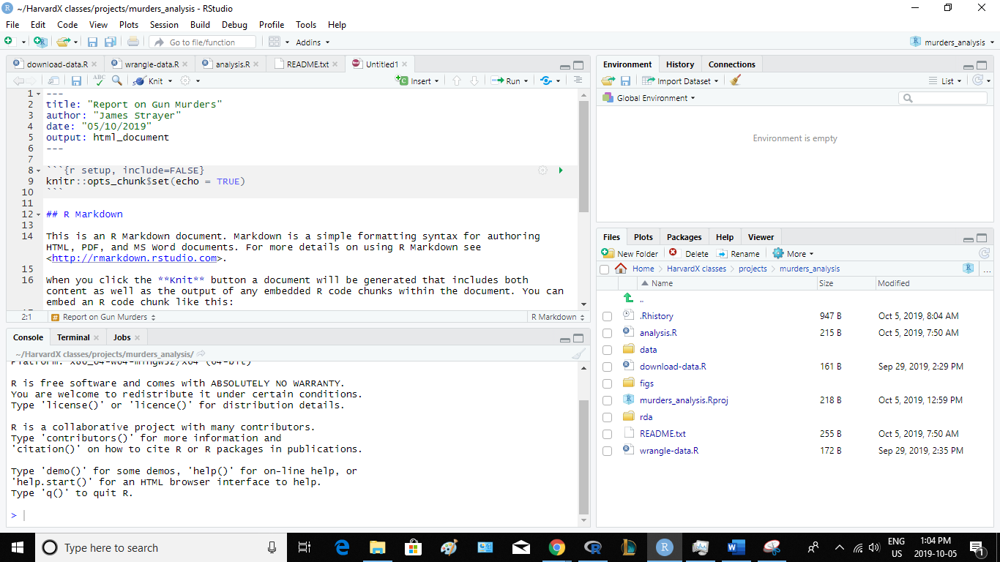 ~/HarvardX classes/projects/murders_analysis - RStudio
File Edit Code View Plots Session Build Debug Profile Tools Help
Go to file/function Addins murders_analysis
download-data.R wrangle-data.R analysis.R README.txt Untitled1
ABC Knit Insert Run
1 ---
2 title: "Report on Gun Murders"
3 author: "James Strayer"
4 date: "05/10/2019"
5 output: html_document
6 ---
7
8 ```{r setup, include=FALSE}
9 knitr::opts_chunk$set(echo = TRUE)
10 ```
11
12 ## R Markdown
13
14 This is an R Markdown document. Markdown is a simple formatting syntax for authoring
HTML, PDF, and MS Word documents. For more details on using R Markdown see
<http://rmarkdown.rstudio.com>.
15
16 When you click the **Knit** button a document will be generated that includes both
content as well as the output of any embedded R code chunks within the document. You can
embed an R code chunk like this:
2:1 # Report on Gun Murders R Markdown
Console Terminal Jobs
~/HarvardX classes/projects/murders_analysis/
Platform: x86_64-w64-mingw32/x64 (64-bit)
R is free software and comes with ABSOLUTELY NO WARRANTY.
You are welcome to redistribute it under certain conditions.
Type 'license()' or 'licence()' for distribution details.
R is a collaborative project with many contributors.
Type 'contributors()' for more information and
'citation()' on how to cite R or R packages in publications.
Type 'demo()' for some demos, 'help()' for on-line help, or
'help.start()' for an HTML browser interface to help.
Type 'q()' to quit R.
>
Environment History Connections
Import Dataset List
Global Environment
Environment is empty
Files Plots Packages Help Viewer
New Folder Delete Rename More
Home HarvardX classes projects murders_analysis ...
Name Size Modified
..
.Rhistory 947 B Oct 5, 2019, 8:04 AM
analysis.R 215 B Oct 5, 2019, 7:50 AM
data
download-data.R 161 B Sep 29, 2019, 2:29 PM
figs
murders_analysis.Rproj 218 B Oct 5, 2019, 12:59 PM
rda
README.txt 255 B Oct 5, 2019, 7:50 AM
wrangle-data.R 172 B Sep 29, 2019, 2:35 PM
Type here to search
ENG
US
1:04 PM
2019-10-05
1